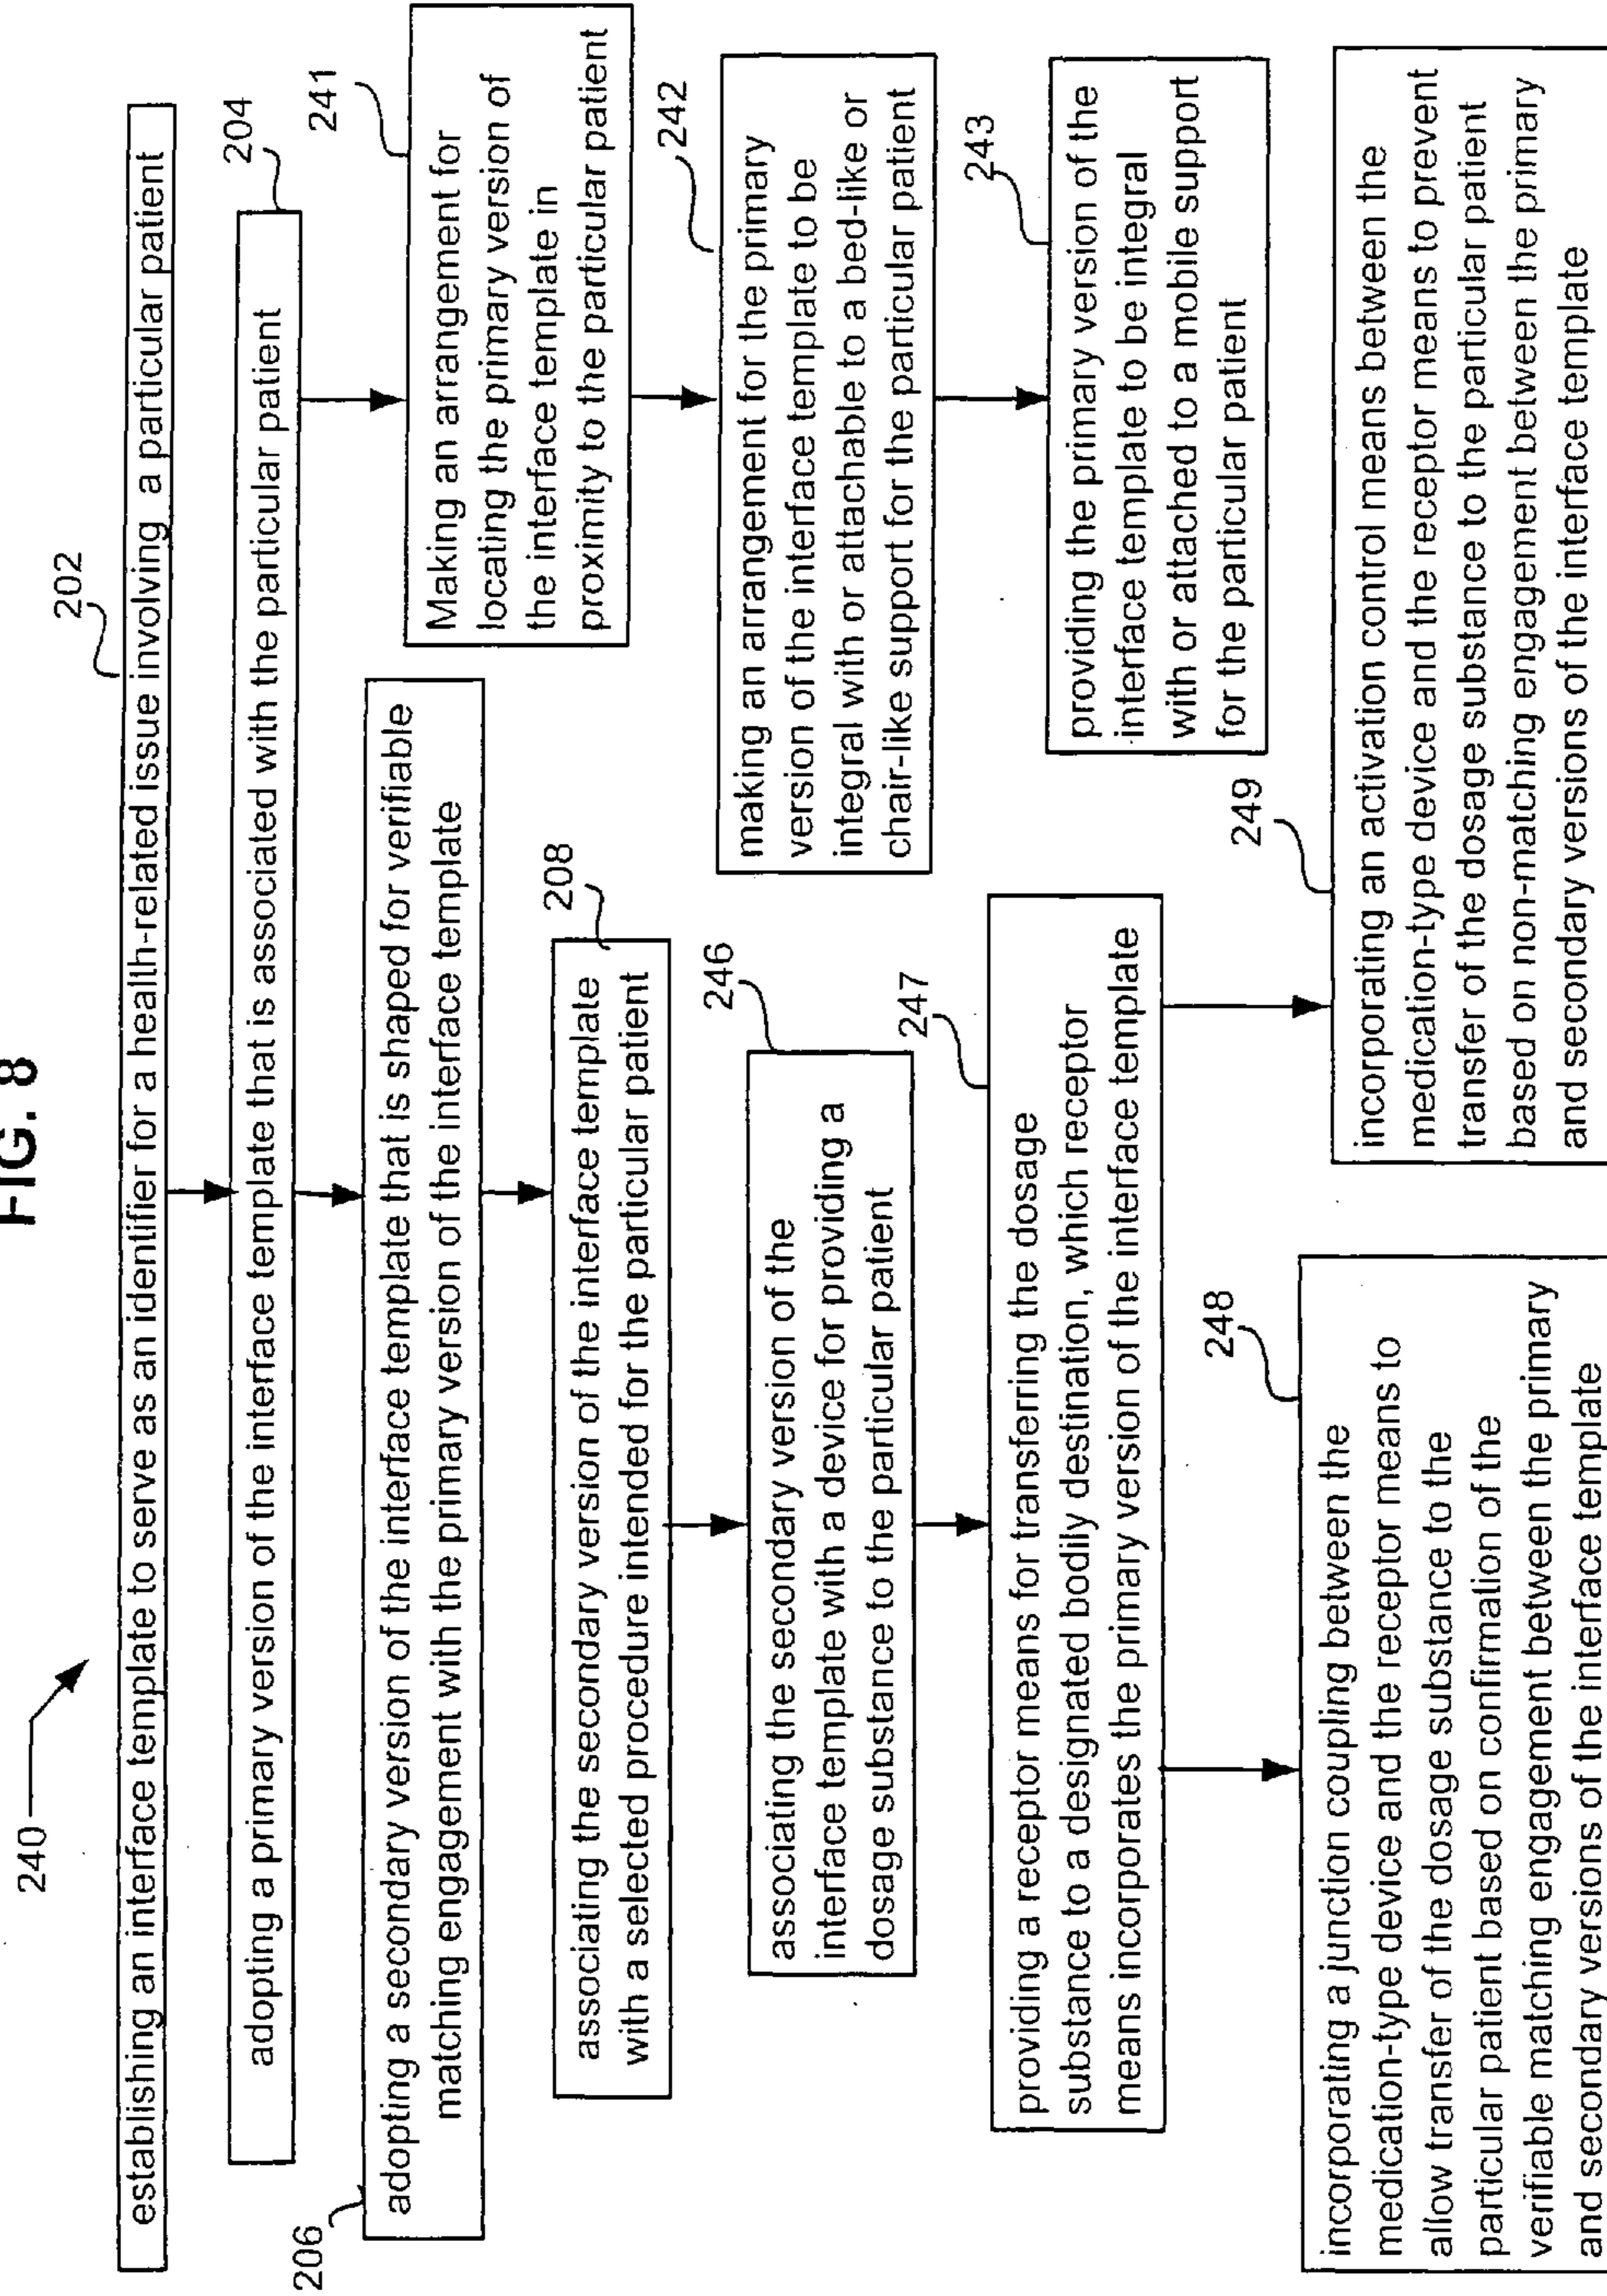 FIG. 8
240
202
establishing an interface template to serve as an identifier for a health-related issue involving a particular patient
204
adopting a primary version of the interface template that is associated with the particular patient
206
adopting a secondary version of the interface template that is shaped for verifiable
matching engagement with the primary version of the interface template
241
Making an arrangement for
locating the primary version of
the interface template in
proximity to the particular patient
208
associating the secondary version of the interface template
with a selected procedure intended for the particular patient
242
making an arrangement for the primary
version of the interface template to be
integral with or attachable to a bed-like or
chair-like support for the particular patient
246
associating the secondary version of the
interface template with a device for providing a
dosage substance to the particular patient
243
providing the primary version of the
interface template to be integral
with or attached to a mobile support
for the particular patient
247
providing a receptor means for transferring the dosage
substance to a designated bodily destination, which receptor
means incorporates the primary version of the interface template
248
incorporating a junction coupling between the
medication-type device and the receptor means to
allow transfer of the dosage substance to the
particular patient based on confirmation of the
verifiable matching engagement between the primary
and secondary versions of the interface template
249
incorporating an activation control means between the
medication-type device and the receptor means to prevent
transfer of the dosage substance to the particular patient
based on non-matching engagement between the primary
and secondary versions of the interface template